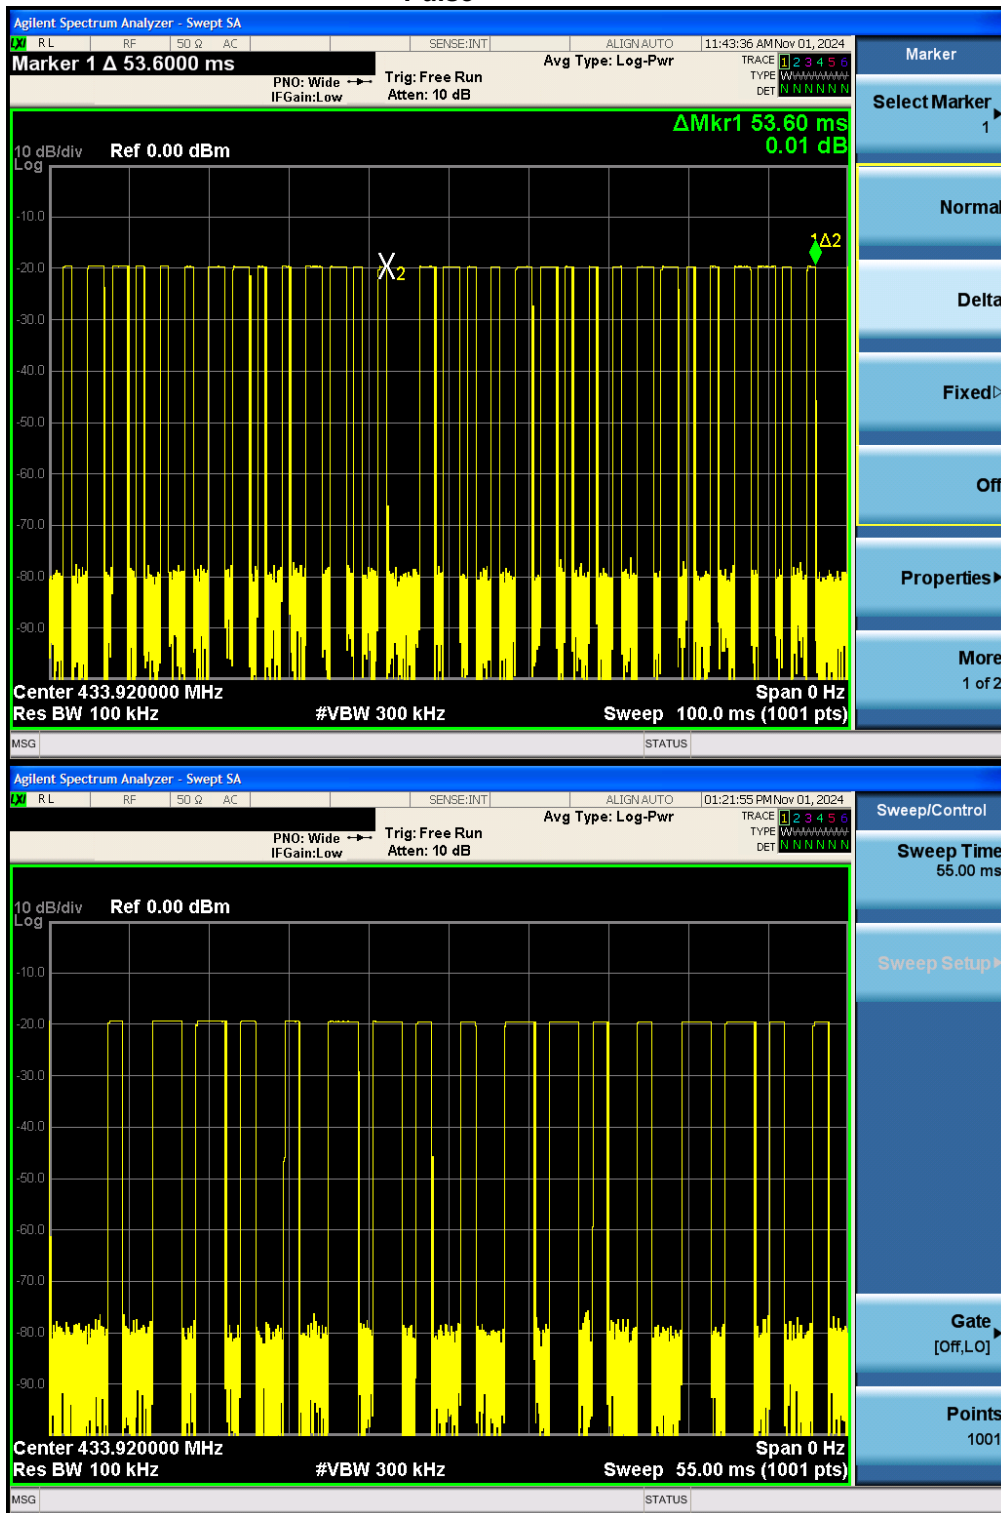 Agilent Spectrum Analyzer - Swept SA
LXI RL RF 50 Ω AC SENSE:INT ALIGN AUTO 11:43:36 AM Nov 01, 2024
Marker 1 Δ 53.6000 ms
PNO: Wide
IFGain:Low
Trig: Free Run
Atten: 10 dB
Avg Type: Log-Pwr
TRACE 1 2 3 4 5 6
TYPE W
DET N N N N N N
ΔMkr1 53.60 ms
0.01 dB
10 dB/div Ref 0.00 dBm
Log
-10.0
-20.0
-30.0
-40.0
-50.0
-60.0
-70.0
-80.0
-90.0
X2
1Δ2
Center 433.920000 MHz Span 0 Hz
Res BW 100 kHz #VBW 300 kHz Sweep 100.0 ms (1001 pts)
MSG STATUS
Marker
Select Marker
1
Normal
Delta
Fixed
Off
Properties
More
1 of 2
Agilent Spectrum Analyzer - Swept SA
LXI RL RF 50 Ω AC SENSE:INT ALIGN AUTO 01:21:55 PM Nov 01, 2024
PNO: Wide
IFGain:Low
Trig: Free Run
Atten: 10 dB
Avg Type: Log-Pwr
TRACE 1 2 3 4 5 6
TYPE W
DET N N N N N N
10 dB/div Ref 0.00 dBm
Log
-10.0
-20.0
-30.0
-40.0
-50.0
-60.0
-70.0
-80.0
-90.0
Center 433.920000 MHz Span 0 Hz
Res BW 100 kHz #VBW 300 kHz Sweep 55.00 ms (1001 pts)
MSG STATUS
Sweep/Control
Sweep Time
55.00 ms
Sweep Setup
Gate
[Off,LO]
Points
1001